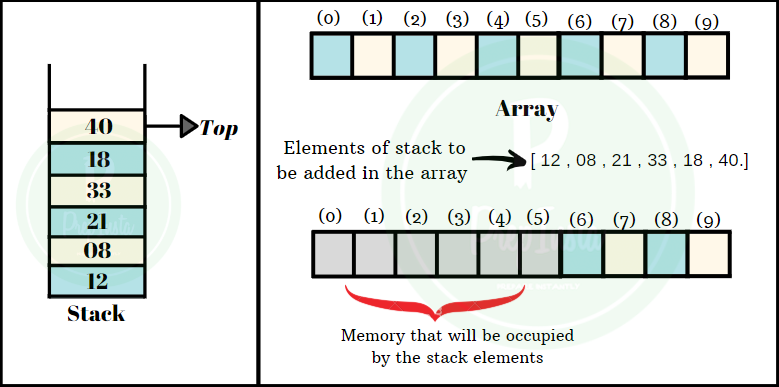 40
Top
18
33
21
08
12
Stack
(0) (1) (2) (3) (4) (5) (6) (7) (8) (9)
Array
Elements of stack to
be added in the array
[ 12 , 08 , 21 , 33 , 18 , 40.]
(0) (1) (2) (3) (4) (5) (6) (7) (8) (9)
Memory that will be occupied
by the stack elements